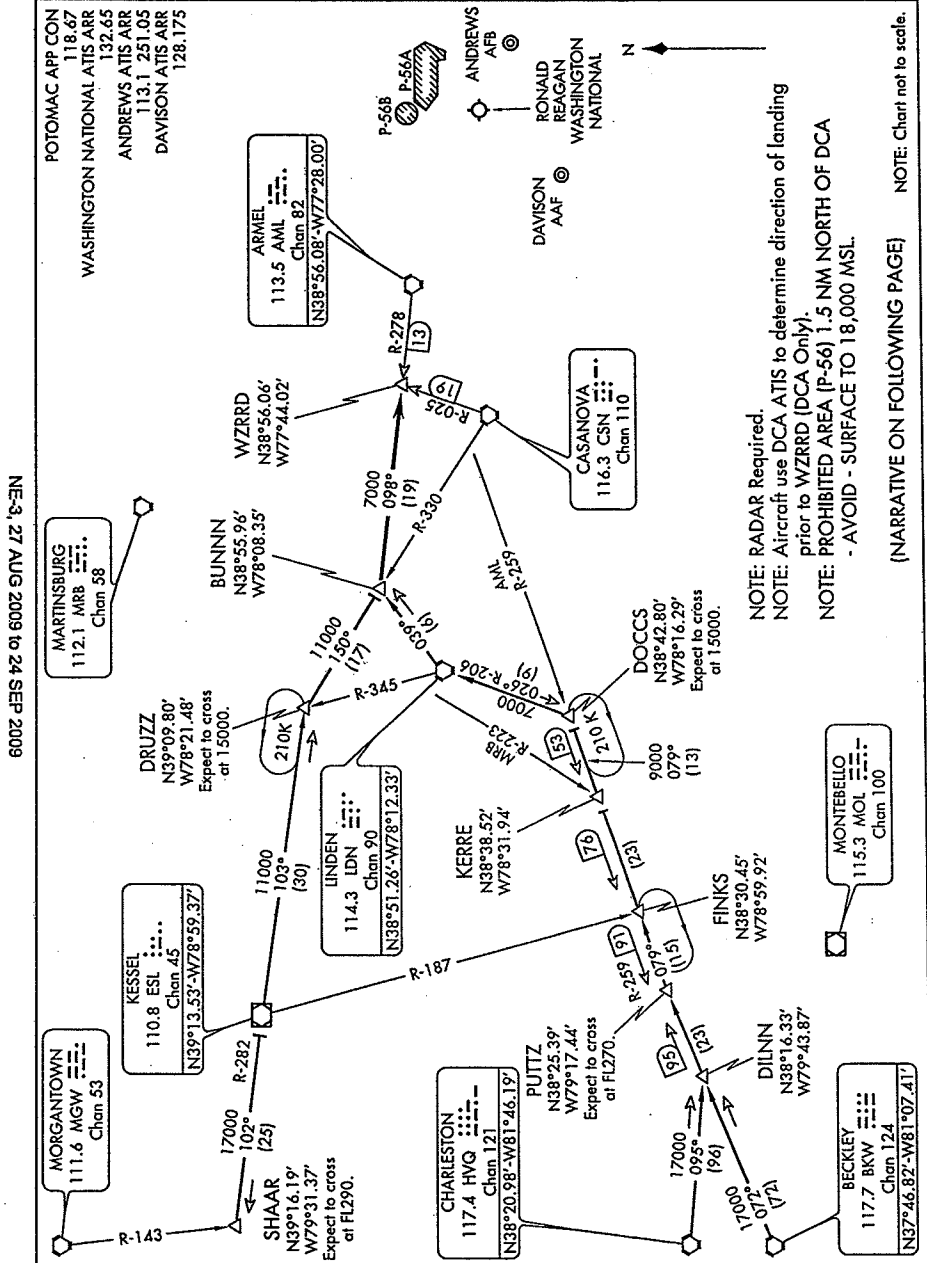 POTOMAC APP CON
118.67
WASHINGTON NATIONAL ATIS ARR
132.65
ANDREWS ATIS ARR
113.1 251.05
DAVISON ATIS ARR
128.175
P-56B
P-56A
ANDREWS
AFB
RONALD
REAGAN
WASHINGTON
NATIONAL
DAVISON
AAF
N
ARMEL
113.5 AML
Chan 82
N38°56.08'-W77°28.00'
R-278
13
WZRRD
N38°56.06'
W77°44.02'
R-025
19
CASANOVA
116.3 CSN
Chan 110
7000
098°
(19)
R-330
BUNNN
N38°55.96'
W78°08.35'
MARTINSBURG
112.1 MRB
Chan 58
11000
150°
(17)
039°
(6)
AML
R-259
DRUZZ
N39°09.80'
W78°21.48'
Expect to cross
at 15000.
210K
R-345
LINDEN
114.3 LDN
Chan 90
N38°51.26'-W78°12.33'
7000
026°
R-206
(9)
MRB
R-223
DOCCS
N38°42.80'
W78°16.29'
Expect to cross
at 15000.
210 K
53
9000
079°
(13)
KERRE
N38°38.52'
W78°31.94'
76
(23)
11000
103°
(30)
KESSEL
110.8 ESL
Chan 45
N39°13.53'-W78°59.37'
R-187
FINKS
N38°30.45'
W78°59.92'
MONTEBELLO
115.3 MOL
Chan 100
R-259
91
079°
(15)
PUTTZ
N38°25.39'
W79°17.44'
Expect to cross
at FL270.
95
(23)
DILNN
N38°16.33'
W79°43.87'
MORGANTOWN
111.6 MGW
Chan 53
R-143
R-282
17000
102°
(25)
SHAAR
N39°16.19'
W79°31.37'
Expect to cross
at FL290.
CHARLESTON
117.4 HVQ
Chan 121
N38°20.98'-W81°46.19'
17000
095°
(96)
17000
072°
(72)
BECKLEY
117.7 BKW
Chan 124
N37°46.82'-W81°07.41'
NOTE: RADAR Required.
NOTE: Aircraft use DCA ATIS to determine direction of landing
prior to WZRRD (DCA Only).
NOTE: PROHIBITED AREA (P-56) 1.5 NM NORTH OF DCA
- AVOID - SURFACE TO 18,000 MSL.
(NARRATIVE ON FOLLOWING PAGE)
NOTE: Chart not to scale.
NE-3, 27 AUG 2009 to 24 SEP 2009